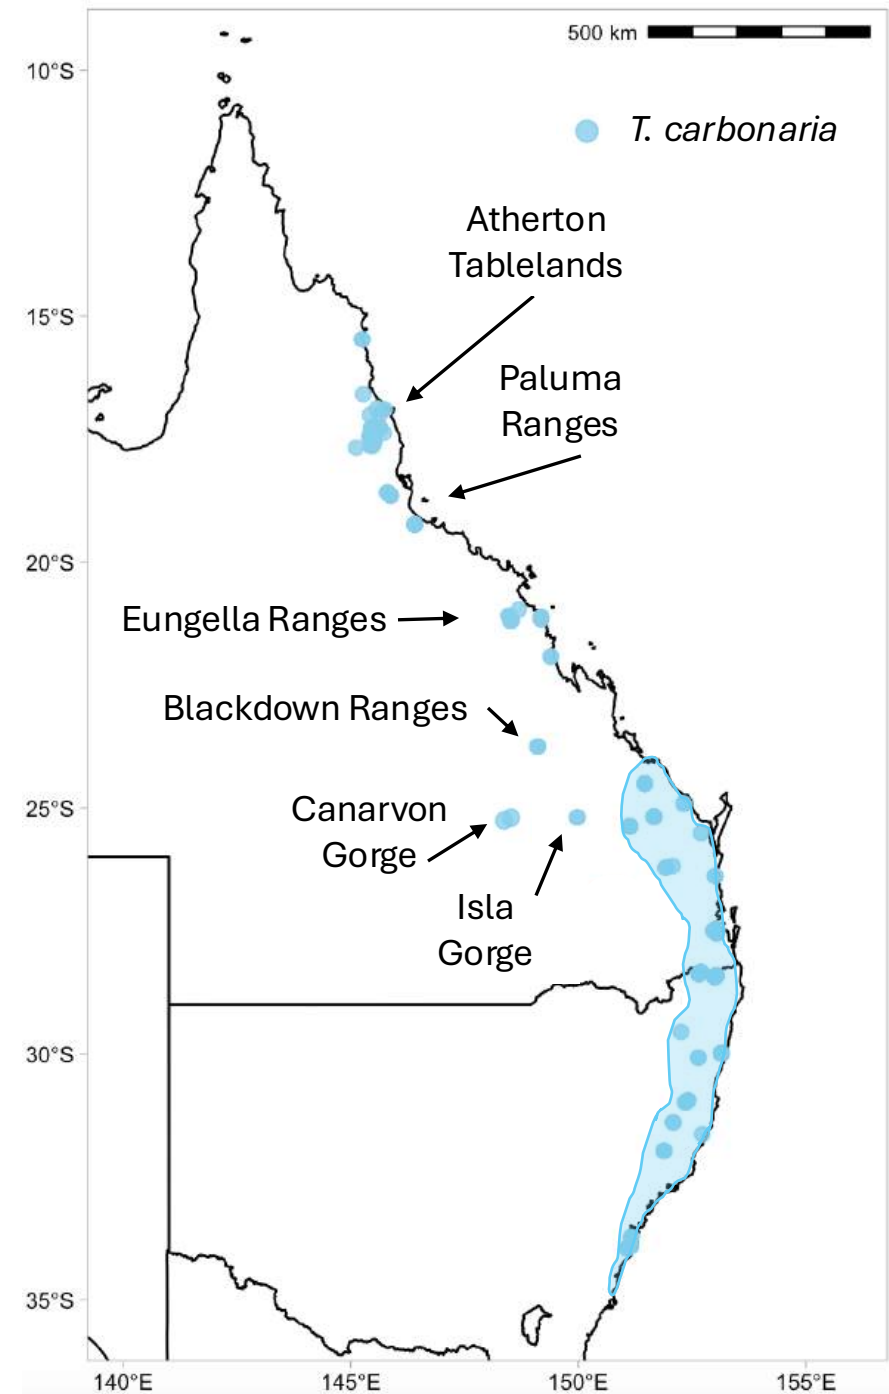 500 km
10°S
T. carbonaria
Atherton
Tablelands
15°S
Paluma
Ranges
20°S
Eungella Ranges
Blackdown Ranges
25°S
Canarvon
Gorge
Isla
Gorge
30°S
35°S
140°E
145°E
150°E
155°E